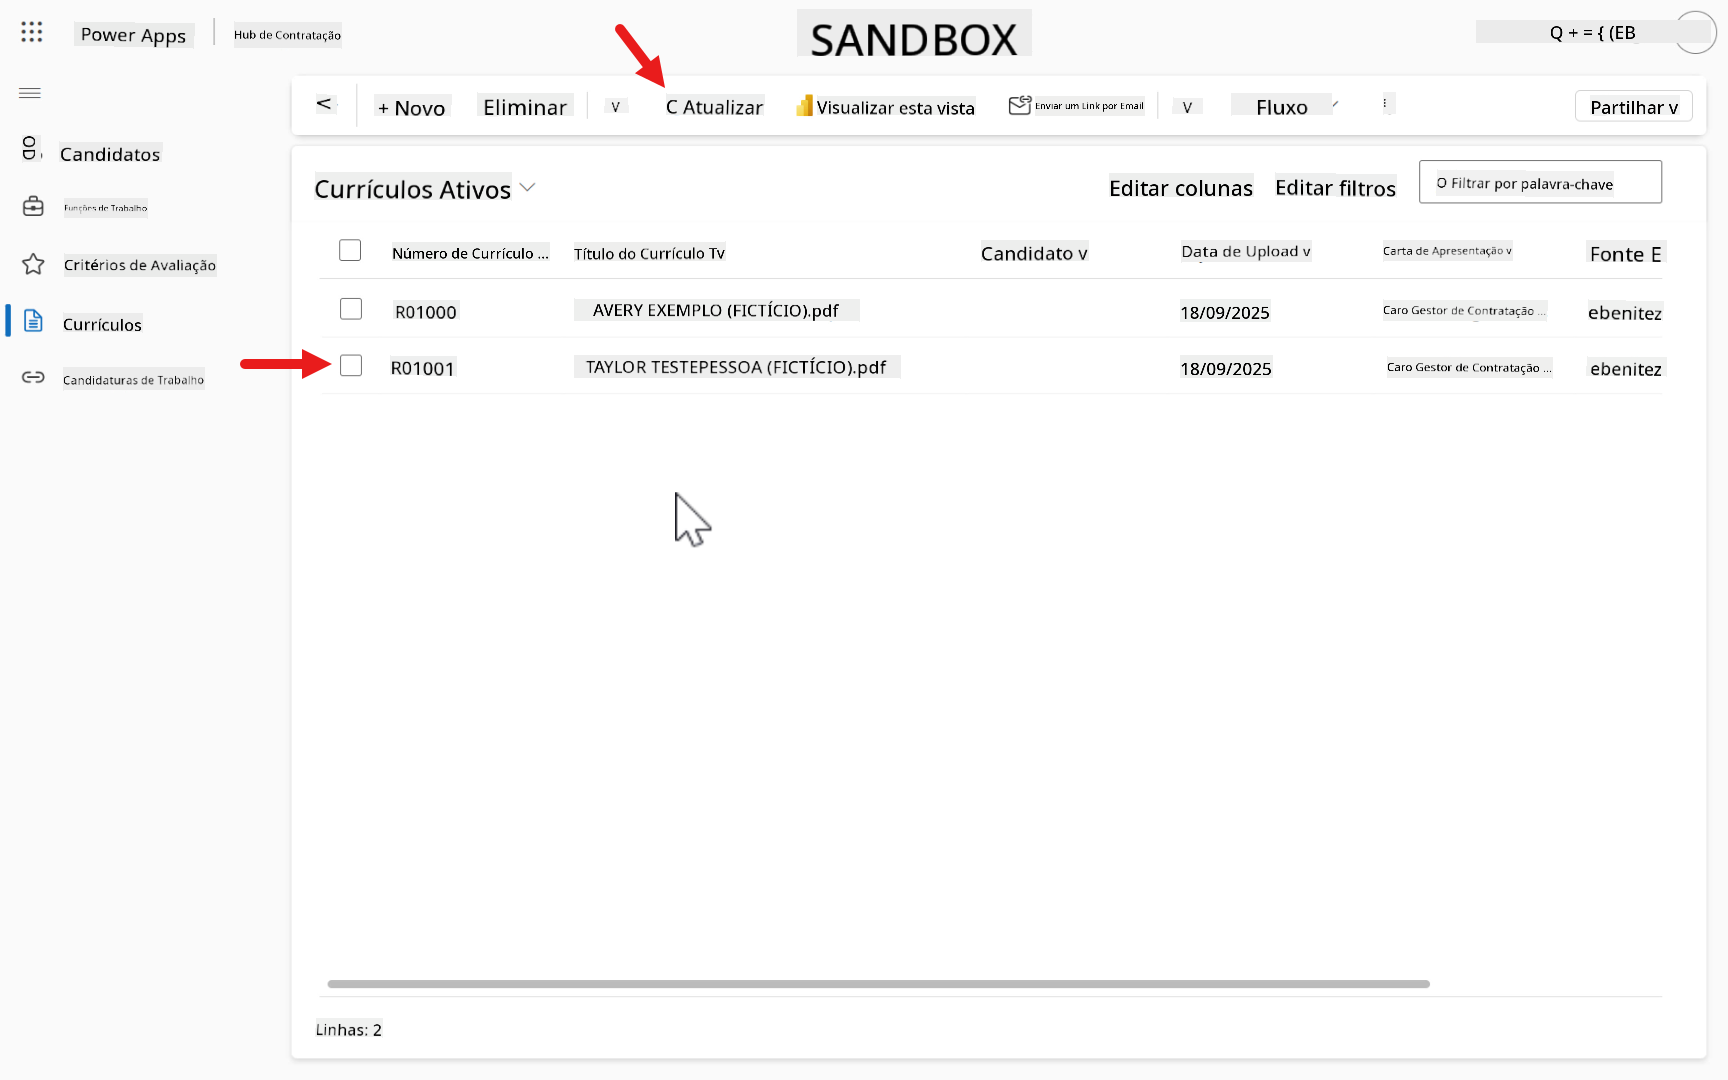 Power Apps
Hub de Contratação
SANDBOX
Q + = { (EB
< + Novo Eliminar v C Atualizar Visualizar esta vista Enviar um Link por Email v Fluxo Partilhar v
Candidatos
Funções de Trabalho
Critérios de Avaliação
Currículos
Candidaturas de Trabalho
Currículos Ativos
Editar colunas Editar filtros O Filtrar por palavra-chave
Número de Currículo ... Título do Currículo Tv Candidato v Data de Upload v Carta de Apresentação v Fonte E
R01000 AVERY EXEMPLO (FICTÍCIO).pdf 18/09/2025 Caro Gestor de Contratação ... ebenitez
R01001 TAYLOR TESTEPESSOA (FICTÍCIO).pdf 18/09/2025 Caro Gestor de Contratação ... ebenitez
Linhas: 2